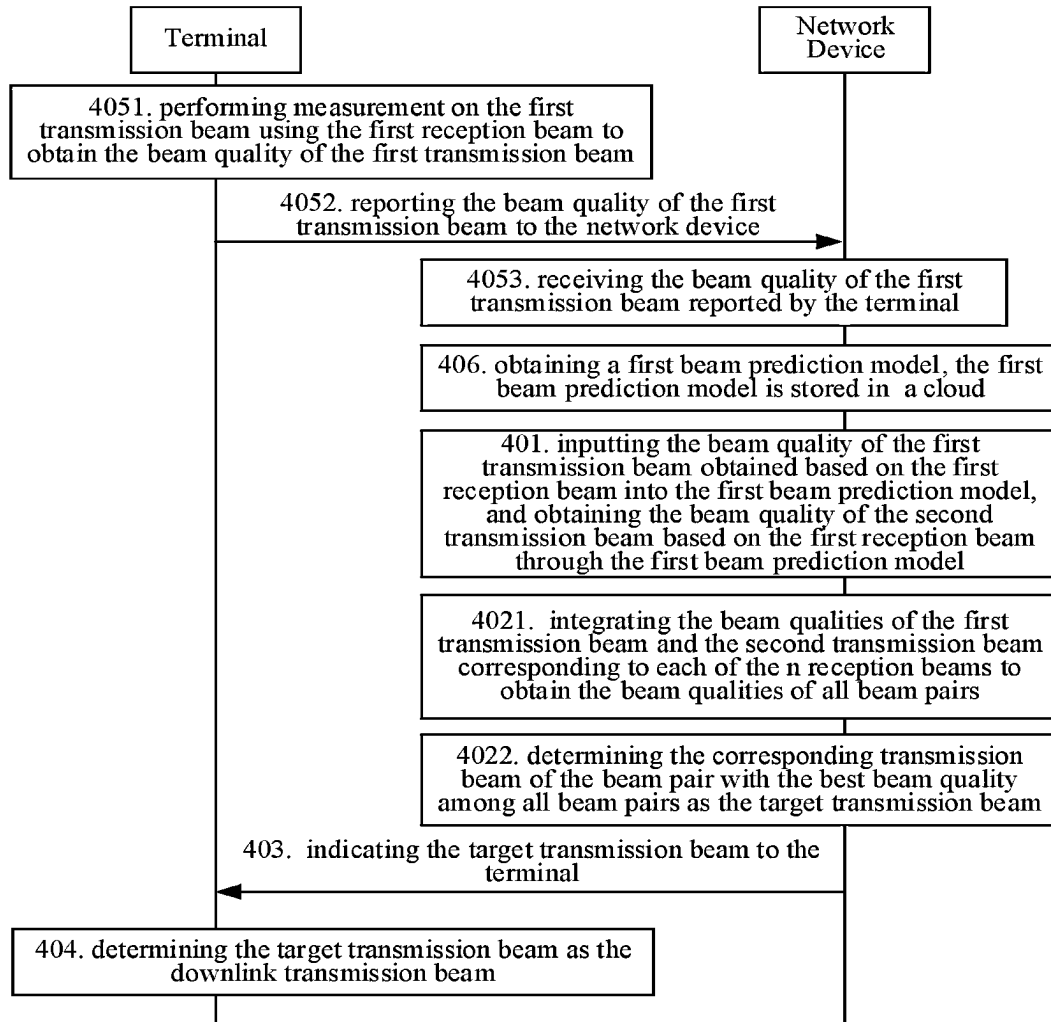 Terminal
Network
Device
4051. performing measurement on the first
transmission beam using the first reception beam to
obtain the beam quality of the first transmission beam
4052. reporting the beam quality of the first
transmission beam to the network device
4053. receiving the beam quality of the first
transmission beam reported by the terminal
406. obtaining a first beam prediction model, the first
beam prediction model is stored in a cloud
401. inputting the beam quality of the first
transmission beam obtained based on the first
reception beam into the first beam prediction model,
and obtaining the beam quality of the second
transmission beam based on the first reception beam
through the first beam prediction model
4021. integrating the beam qualities of the first
transmission beam and the second transmission beam
corresponding to each of the n reception beams to
obtain the beam qualities of all beam pairs
4022. determining the corresponding transmission
beam of the beam pair with the best beam quality
among all beam pairs as the target transmission beam
403. indicating the target transmission beam to the
terminal
404. determining the target transmission beam as the
downlink transmission beam